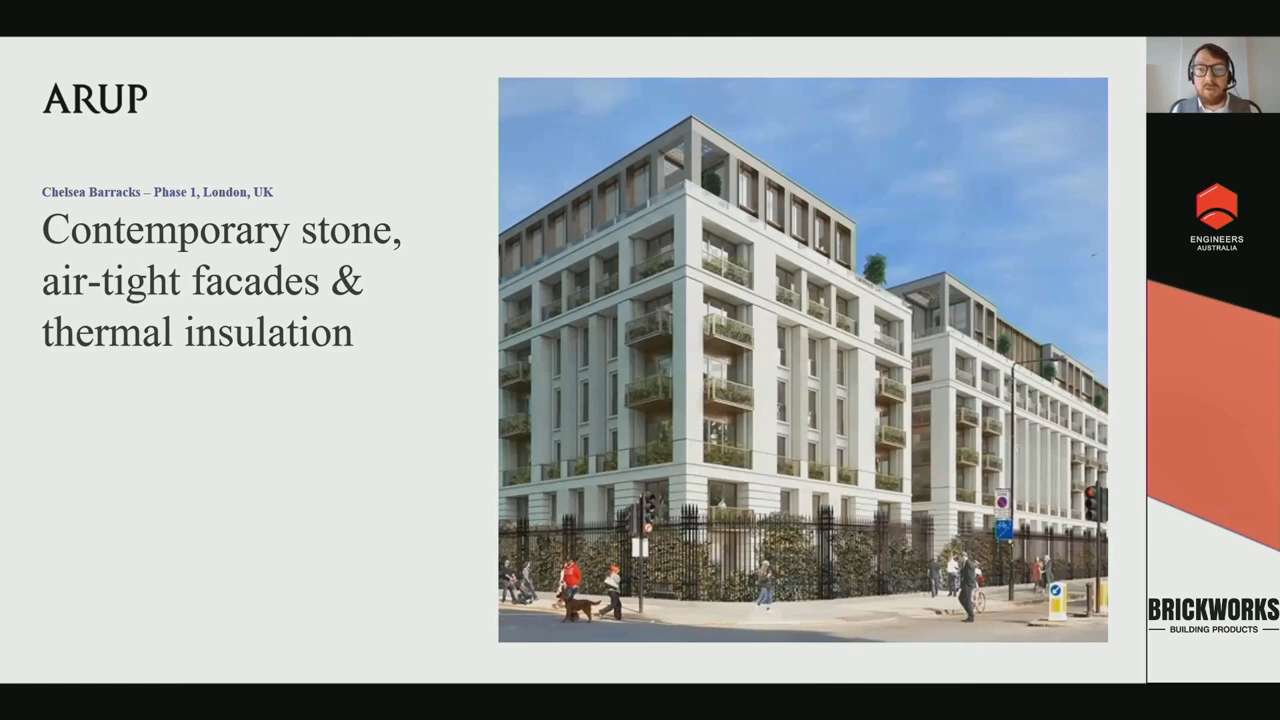 ARUP
Chelsea Barracks – Phase 1, London, UK
Contemporary stone,
air-tight facades &
thermal insulation
ENGINEERS
AUSTRALIA
BRICKWORKS
BUILDING PRODUCTS